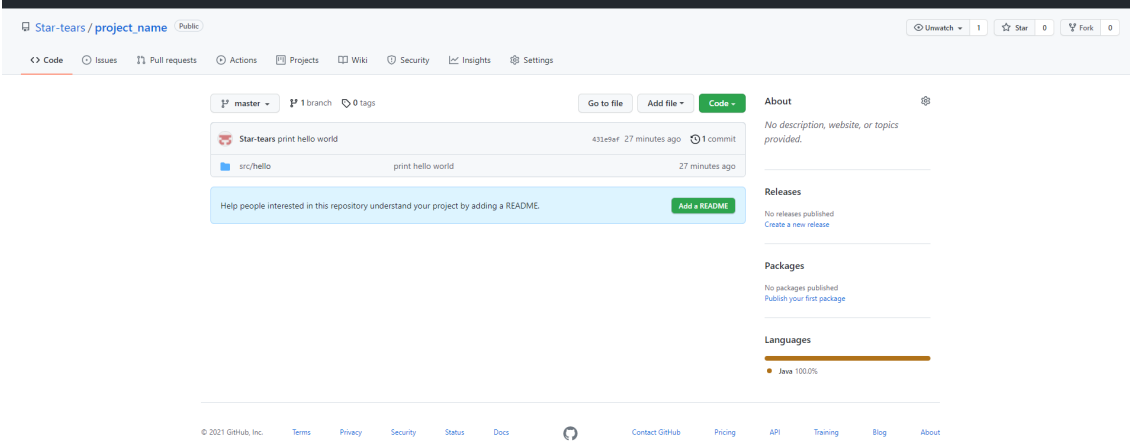 Star-tears / project_name Public
Unwatch 1 Star 0 Fork 0
Code Issues Pull requests Actions Projects Wiki Security Insights Settings
master 1 branch 0 tags Go to file Add file Code
Star-tears print hello world 431e9af 27 minutes ago 1 commit
src/hello print hello world 27 minutes ago
Help people interested in this repository understand your project by adding a README. Add a README
About
No description, website, or topics
provided.
Releases
No releases published
Create a new release
Packages
No packages published
Publish your first package
Languages
Java 100.0%
© 2021 GitHub, Inc. Terms Privacy Security Status Docs Contact GitHub Pricing API Training Blog About